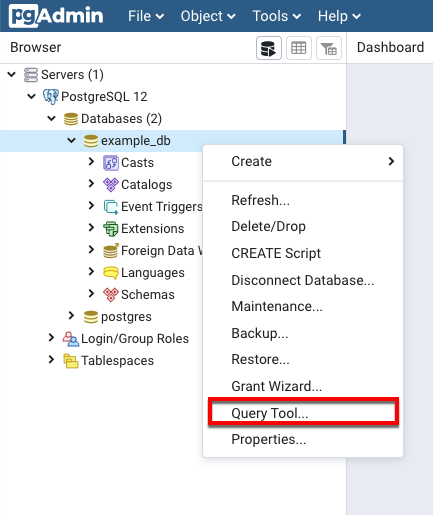 pgAdmin File Object Tools Help
Browser Dashboard
Servers (1)
PostgreSQL 12
Databases (2)
example_db
Casts
Catalogs
Event Triggers
Extensions
Foreign Data W
Languages
Schemas
postgres
Login/Group Roles
Tablespaces
Create
Refresh...
Delete/Drop
CREATE Script
Disconnect Database...
Maintenance...
Backup...
Restore...
Grant Wizard...
Query Tool...
Properties...